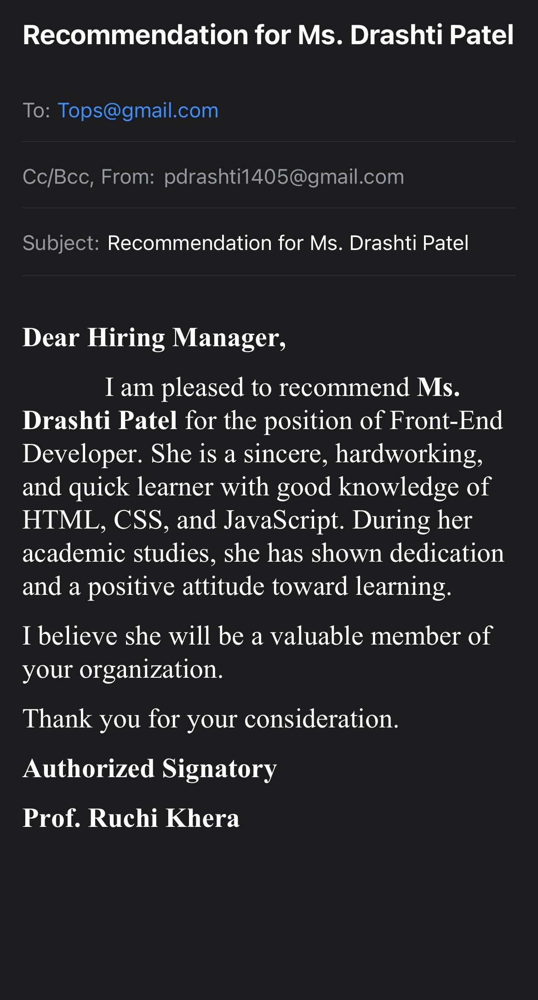 Recommendation for Ms. Drashti Patel
To: Tops@gmail.com
Cc/Bcc, From: pdrashti1405@gmail.com
Subject: Recommendation for Ms. Drashti Patel
Dear Hiring Manager,
I am pleased to recommend Ms.
Drashti Patel for the position of Front-End
Developer. She is a sincere, hardworking,
and quick learner with good knowledge of
HTML, CSS, and JavaScript. During her
academic studies, she has shown dedication
and a positive attitude toward learning.
I believe she will be a valuable member of
your organization.
Thank you for your consideration.
Authorized Signatory
Prof. Ruchi Khera